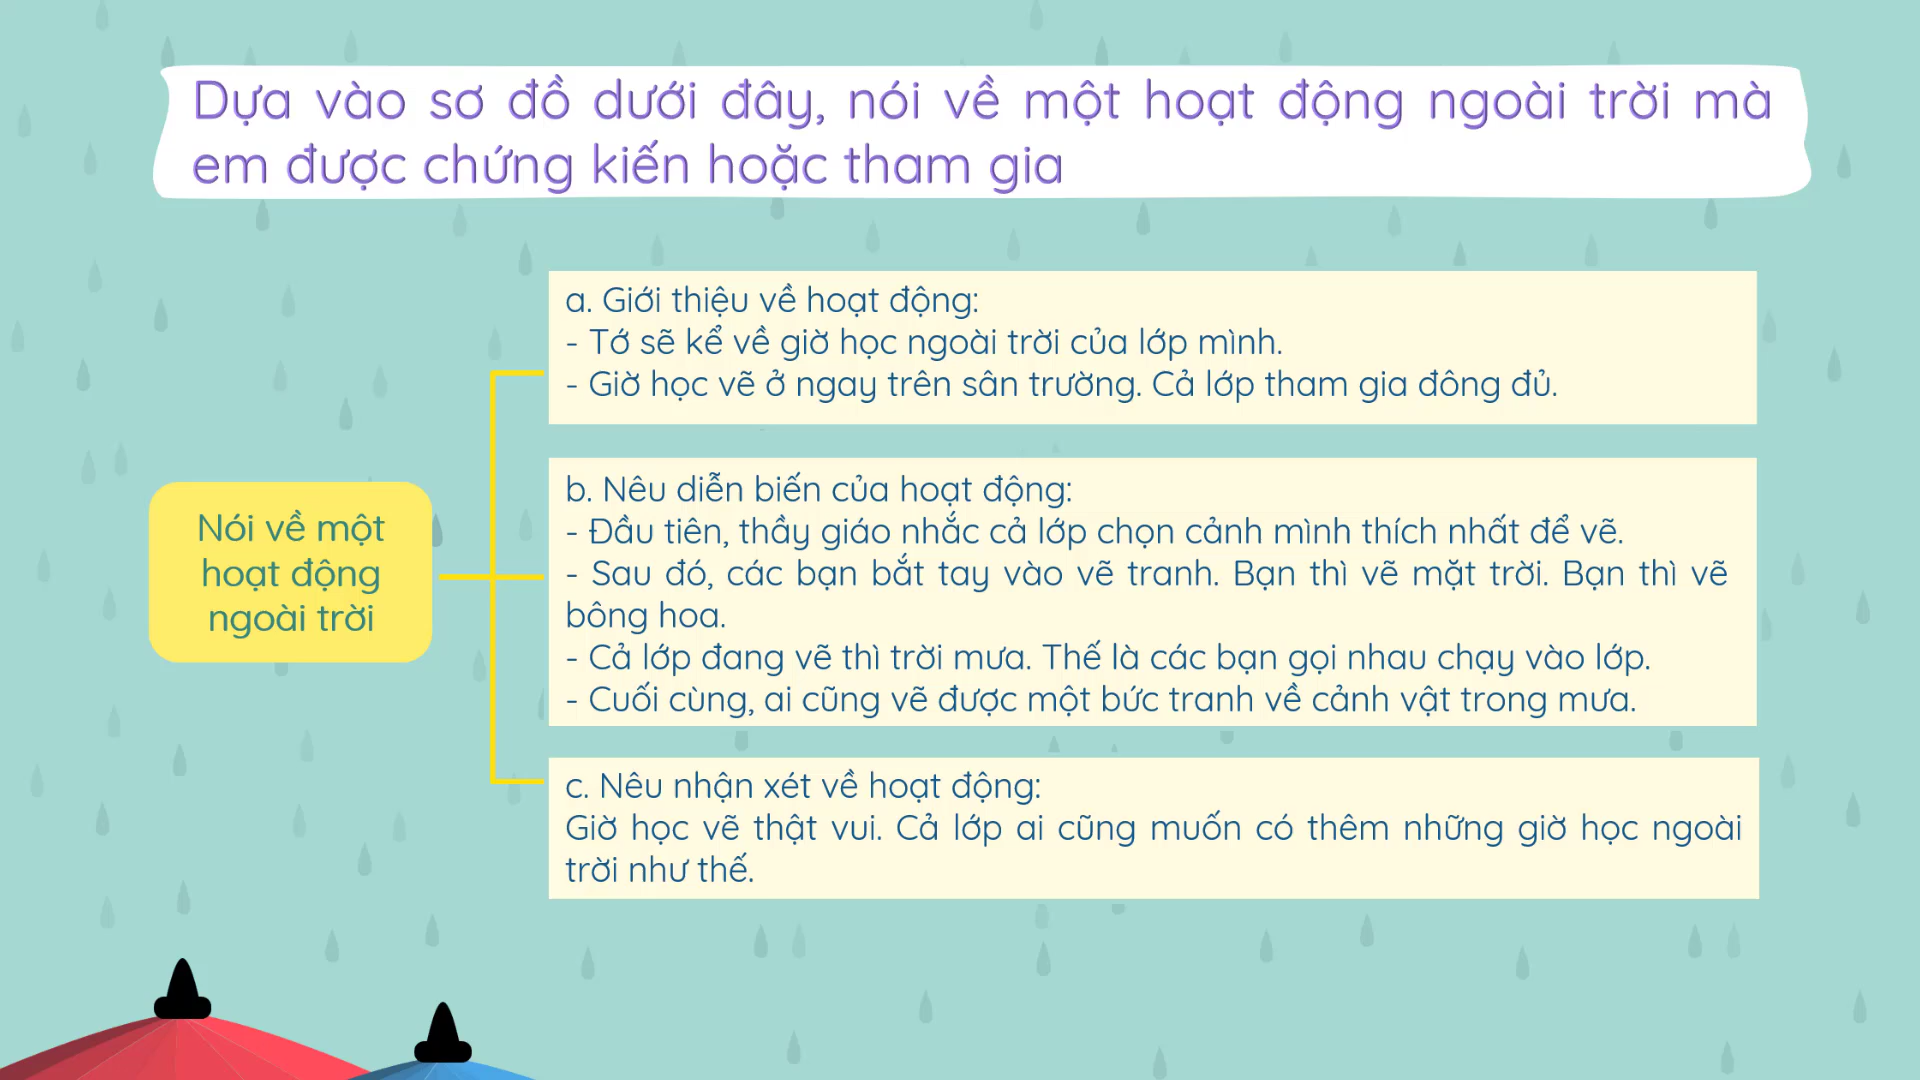 Dựa vào sơ đồ dưới đây, nói về một hoạt động ngoài trời mà
em được chứng kiến hoặc tham gia
a. Giới thiệu về hoạt động:
- Tớ sẽ kể về giờ học ngoài trời của lớp mình.
- Giờ học vẽ ở ngay trên sân trường. Cả lớp tham gia đông đủ.
Nói về một
hoạt động
ngoài trời
b. Nêu diễn biến của hoạt động:
- Đầu tiên, thầy giáo nhắc cả lớp chọn cảnh mình thích nhất để vẽ.
- Sau đó, các bạn bắt tay vào vẽ tranh. Bạn thì vẽ mặt trời. Bạn thì vẽ
bông hoa.
- Cả lớp đang vẽ thì trời mưa. Thế là các bạn gọi nhau chạy vào lớp.
- Cuối cùng, ai cũng vẽ được một bức tranh về cảnh vật trong mưa.
c. Nêu nhận xét về hoạt động:
Giờ học vẽ thật vui. Cả lớp ai cũng muốn có thêm những giờ học ngoài
trời như thế.